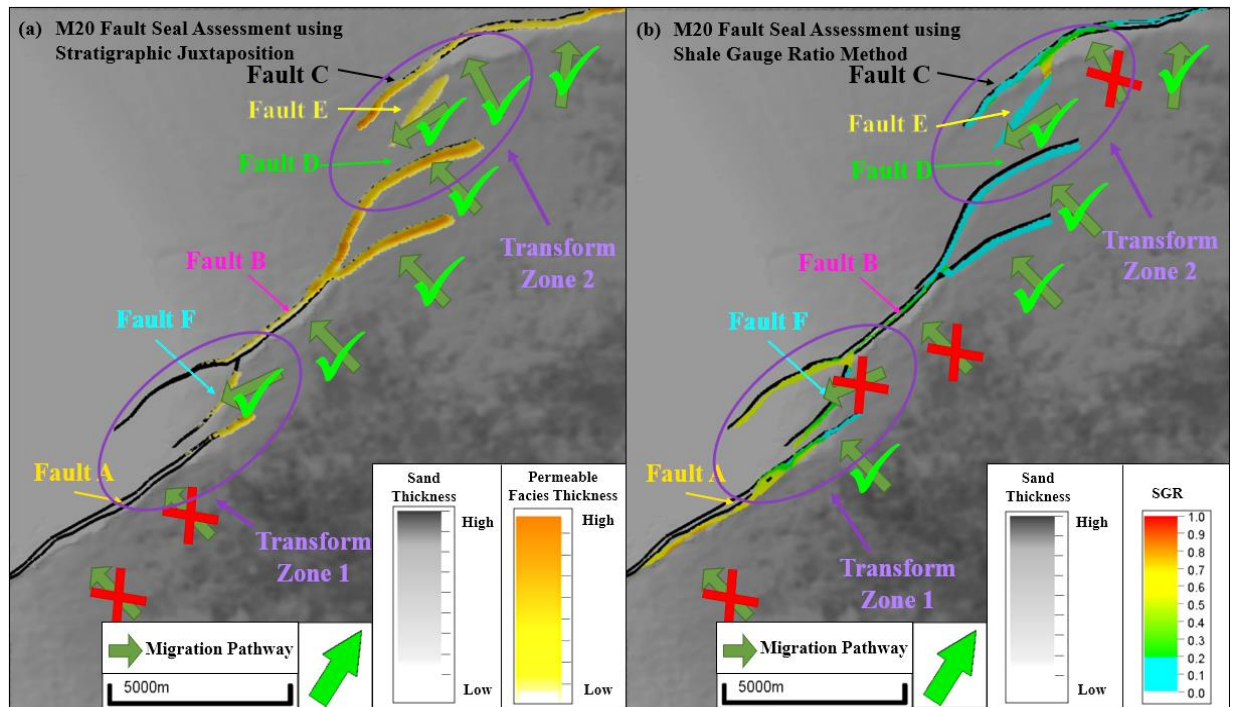 (a) M20 Fault Seal Assessment using
Stratigraphic Juxtaposition
Fault C
Fault E
Fault D
Transform
Zone 2
Fault B
Fault F
Fault A
Transform
Zone 1
Sand
Thickness
High
Low
Permeable
Facies Thickness
High
Low
Migration Pathway
5000m
(b) M20 Fault Seal Assessment using
Shale Gauge Ratio Method
Fault C
Fault E
Fault D
Transform
Zone 2
Fault B
Fault F
Fault A
Transform
Zone 1
Sand
Thickness
High
Low
SGR
1.0
0.9
0.8
0.7
0.6
0.5
0.4
0.3
0.2
0.1
0.0
Migration Pathway
5000m